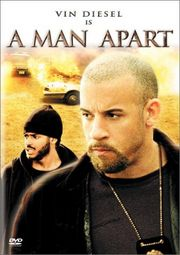 VIN DIESEL
IS
A MAN APART
DVD